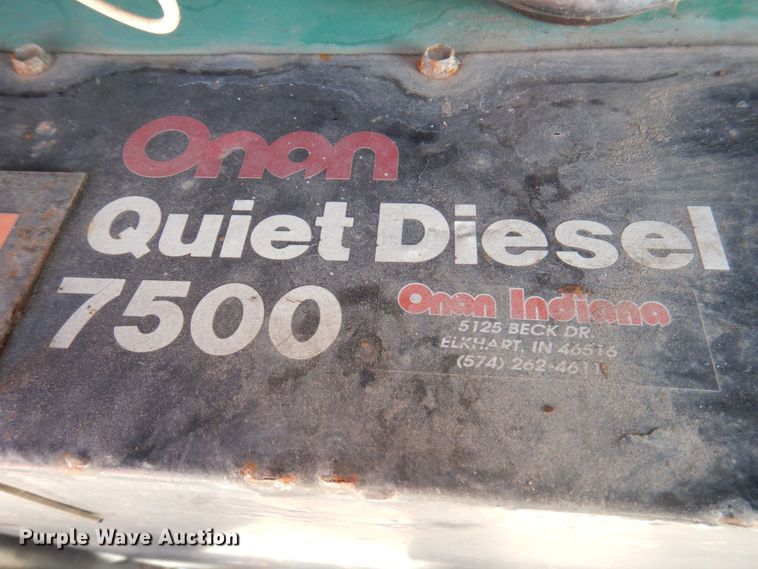 Onan
Quiet Diesel
7500
Onan Indiana
5125 BECK DR.
ELKHART, IN 46516
(574) 262-4611
Purple Wave Auction